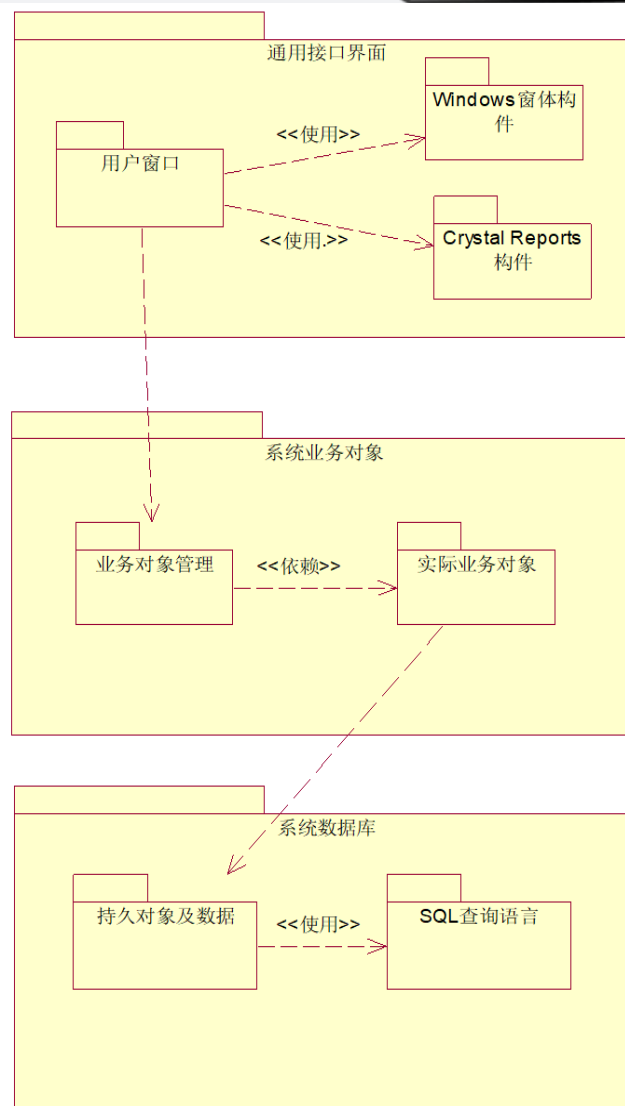 通用接口界面
Windows窗体构
件
<<使用>>
用户窗口
<<使用.>>
Crystal Reports
构件
系统业务对象
业务对象管理
<<依赖>>
实际业务对象
系统数据库
持久对象及数据
<<使用>>
SQL查询语言